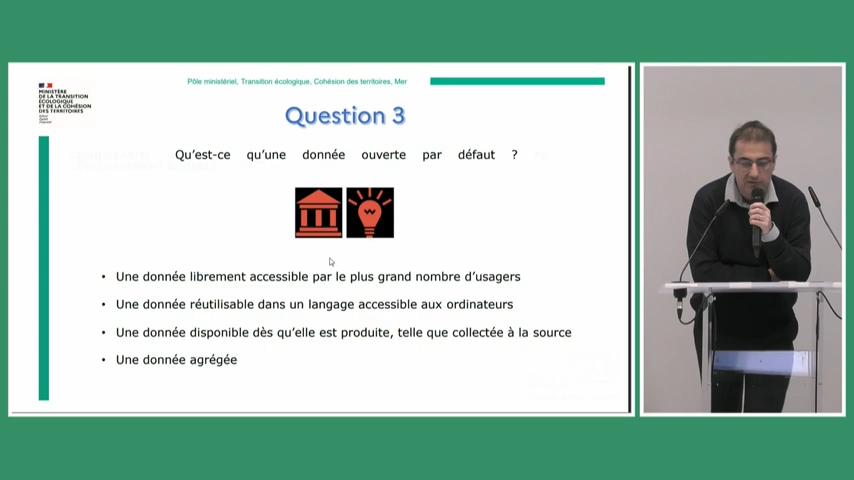 MINISTÈRE
DE LA TRANSITION
ÉCOLOGIQUE
ET DE LA COHÉSION
DES TERRITOIRES
Pôle ministériel, Transition écologique, Cohésion des territoires, Mer
Question 3
Qu'est-ce qu'une donnée ouverte par défaut ?
• Une donnée librement accessible par le plus grand nombre d'usagers
• Une donnée réutilisable dans un langage accessible aux ordinateurs
• Une donnée disponible dès qu'elle est produite, telle que collectée à la source
• Une donnée agrégée